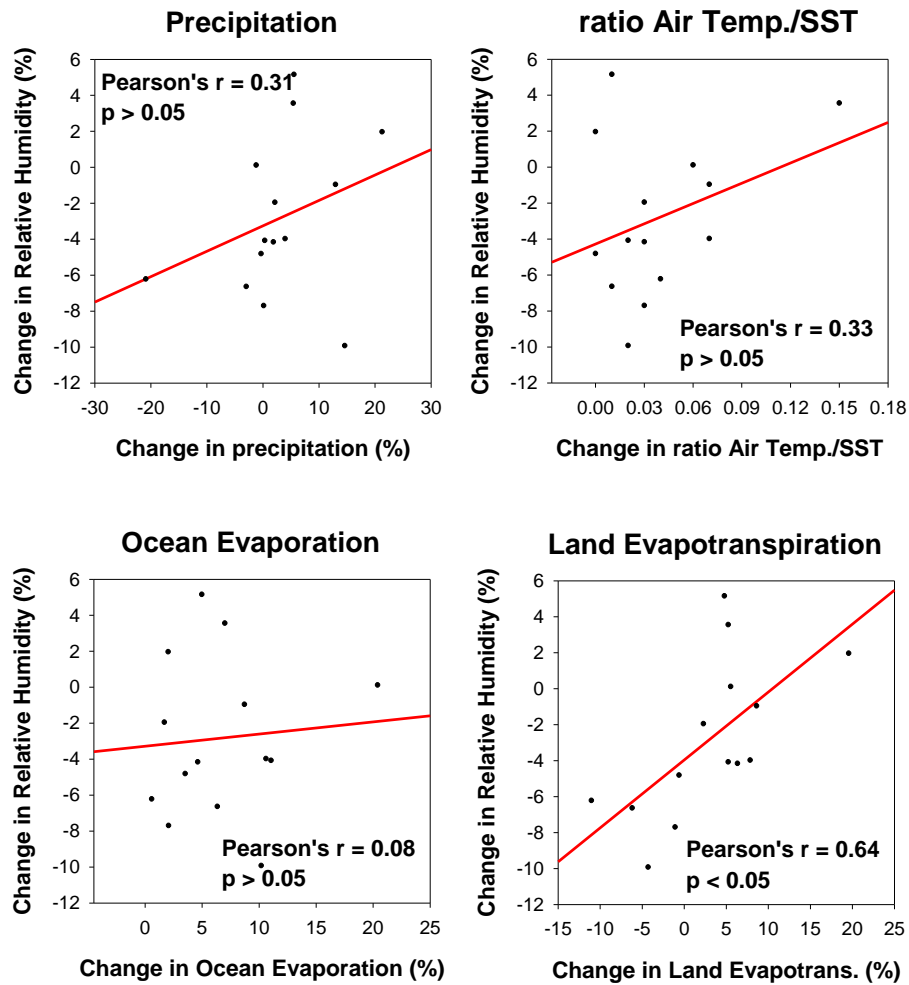 Precipitation
Change in Relative Humidity (%)
6
4
2
0
-2
-4
-6
-8
-10
-12
Pearson's r = 0.31
p > 0.05
-30 -20 -10 0 10 20 30
Change in precipitation (%)
ratio Air Temp./SST
Change in Relative Humidity (%)
6
4
2
0
-2
-4
-6
-8
-10
-12
Pearson's r = 0.33
p > 0.05
0.00 0.03 0.06 0.09 0.12 0.15 0.18
Change in ratio Air Temp./SST
Ocean Evaporation
Change in Relative Humidity (%)
6
4
2
0
-2
-4
-6
-8
-10
-12
Pearson's r = 0.08
p > 0.05
0 5 10 15 20 25
Change in Ocean Evaporation (%)
Land Evapotranspiration
Change in Relative Humidity (%)
6
4
2
0
-2
-4
-6
-8
-10
-12
Pearson's r = 0.64
p < 0.05
-15 -10 -5 0 5 10 15 20 25
Change in Land Evapotrans. (%)